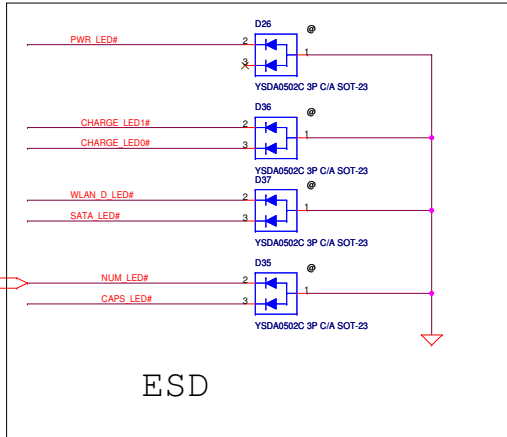 D26
@
PWR_LED#
2
1
3
YSDA0502C 3P C/A SOT-23
D36
@
CHARGE_LED1#
2
1
CHARGE_LED0#
3
YSDA0502C 3P C/A SOT-23
D37
@
WLAN_D_LED#
2
1
SATA_LED#
3
YSDA0502C 3P C/A SOT-23
D35
@
NUM_LED#
2
1
CAPS_LED#
3
YSDA0502C 3P C/A SOT-23
ESD